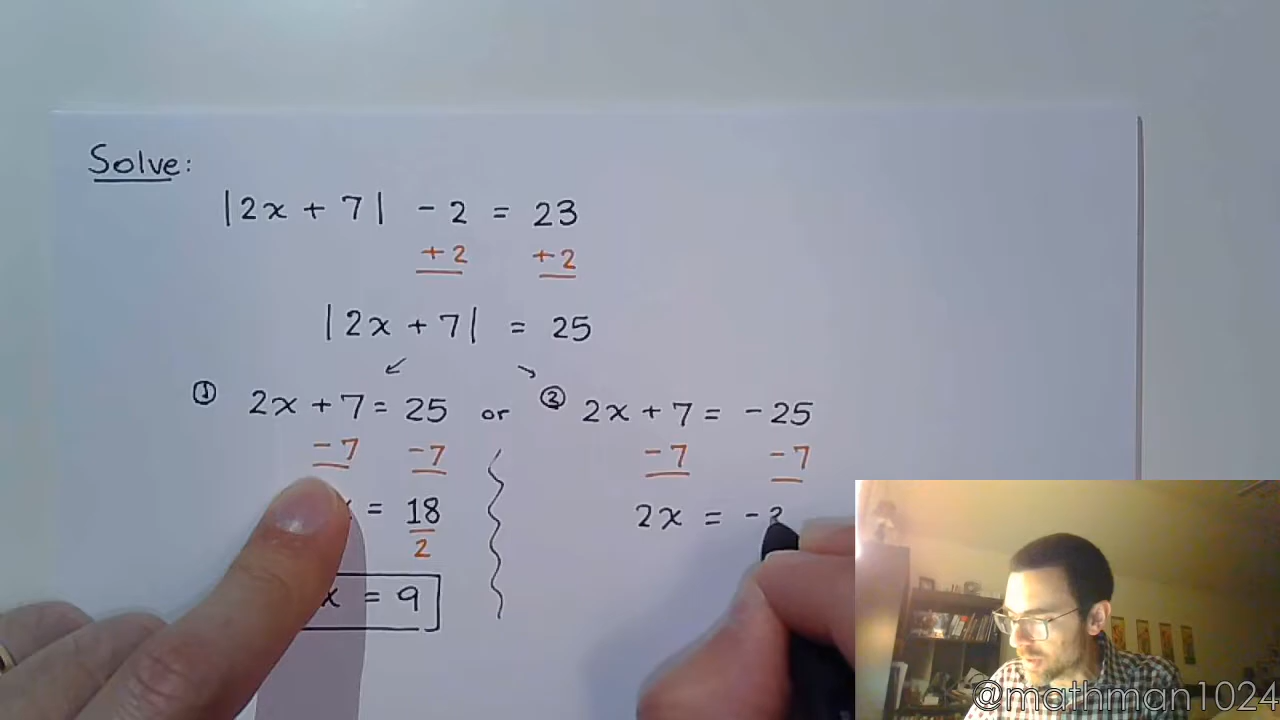 Solve:
|2x + 7| - 2 = 23
+2 +2
|2x + 7| = 25
① 2x + 7 = 25 or ② 2x + 7 = -25
-7 -7 -7 -7
= 18 2x = -3
2
x = 9
@mathman1024